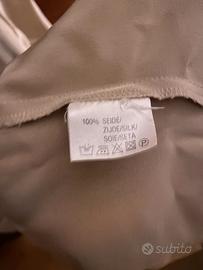 100% SEIDE/
ZIJDE/SILK/
SOIE/SETA
P
subito